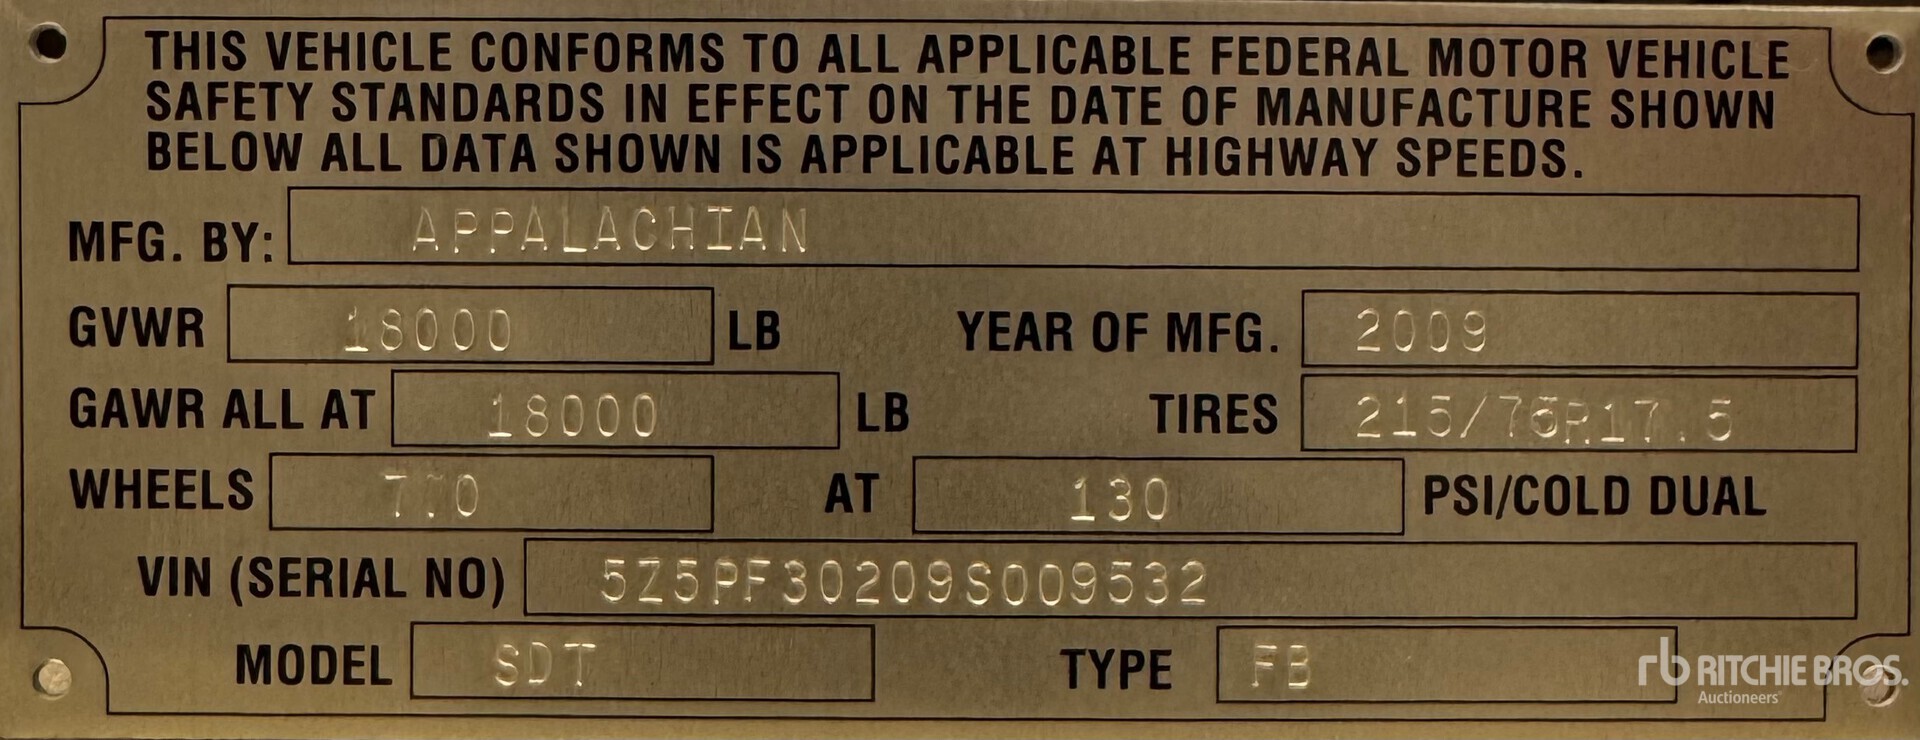 THIS VEHICLE CONFORMS TO ALL APPLICABLE FEDERAL MOTOR VEHICLE
SAFETY STANDARDS IN EFFECT ON THE DATE OF MANUFACTURE SHOWN
BELOW ALL DATA SHOWN IS APPLICABLE AT HIGHWAY SPEEDS.
MFG. BY: APPALACHIAN
GVWR 18000 LB YEAR OF MFG. 2009
GAWR ALL AT 18000 LB TIRES 215/75R17.5
WHEELS AT 130 PSI/COLD DUAL
VIN (SERIAL NO) 5Z5PF30209S009532
MODEL SDT TYPE FB
rb RITCHIE BROS.
Auctioneers